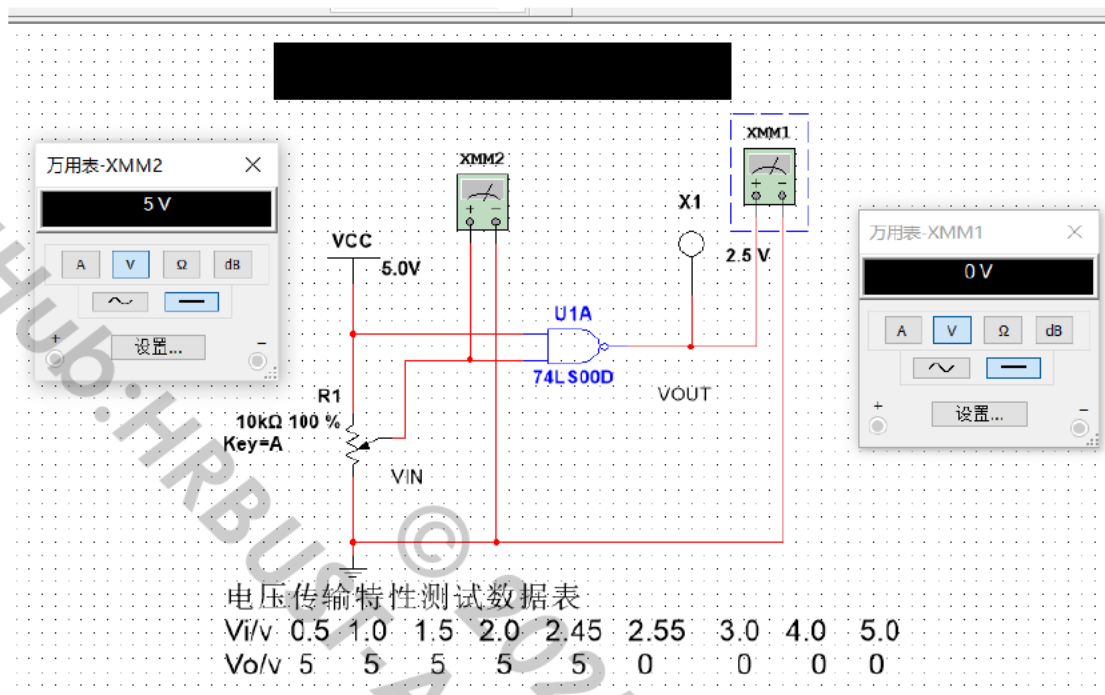 XMM1
万用表-XMM2
XMM2
5 V
X1
万用表-XMM1
VCC
5.0V
2.5 V
0 V
A V Ω dB
U1A
A V Ω dB
设置...
74LS00D
VOUT
R1
10kΩ 100 %
Key=A
设置...
VIN
电压传输特性测试数据表
Vi/v 0.5 1.0 1.5 2.0 2.45 2.55 3.0 4.0 5.0
Vo/v 5 5 5 5 5 0 0 0 0